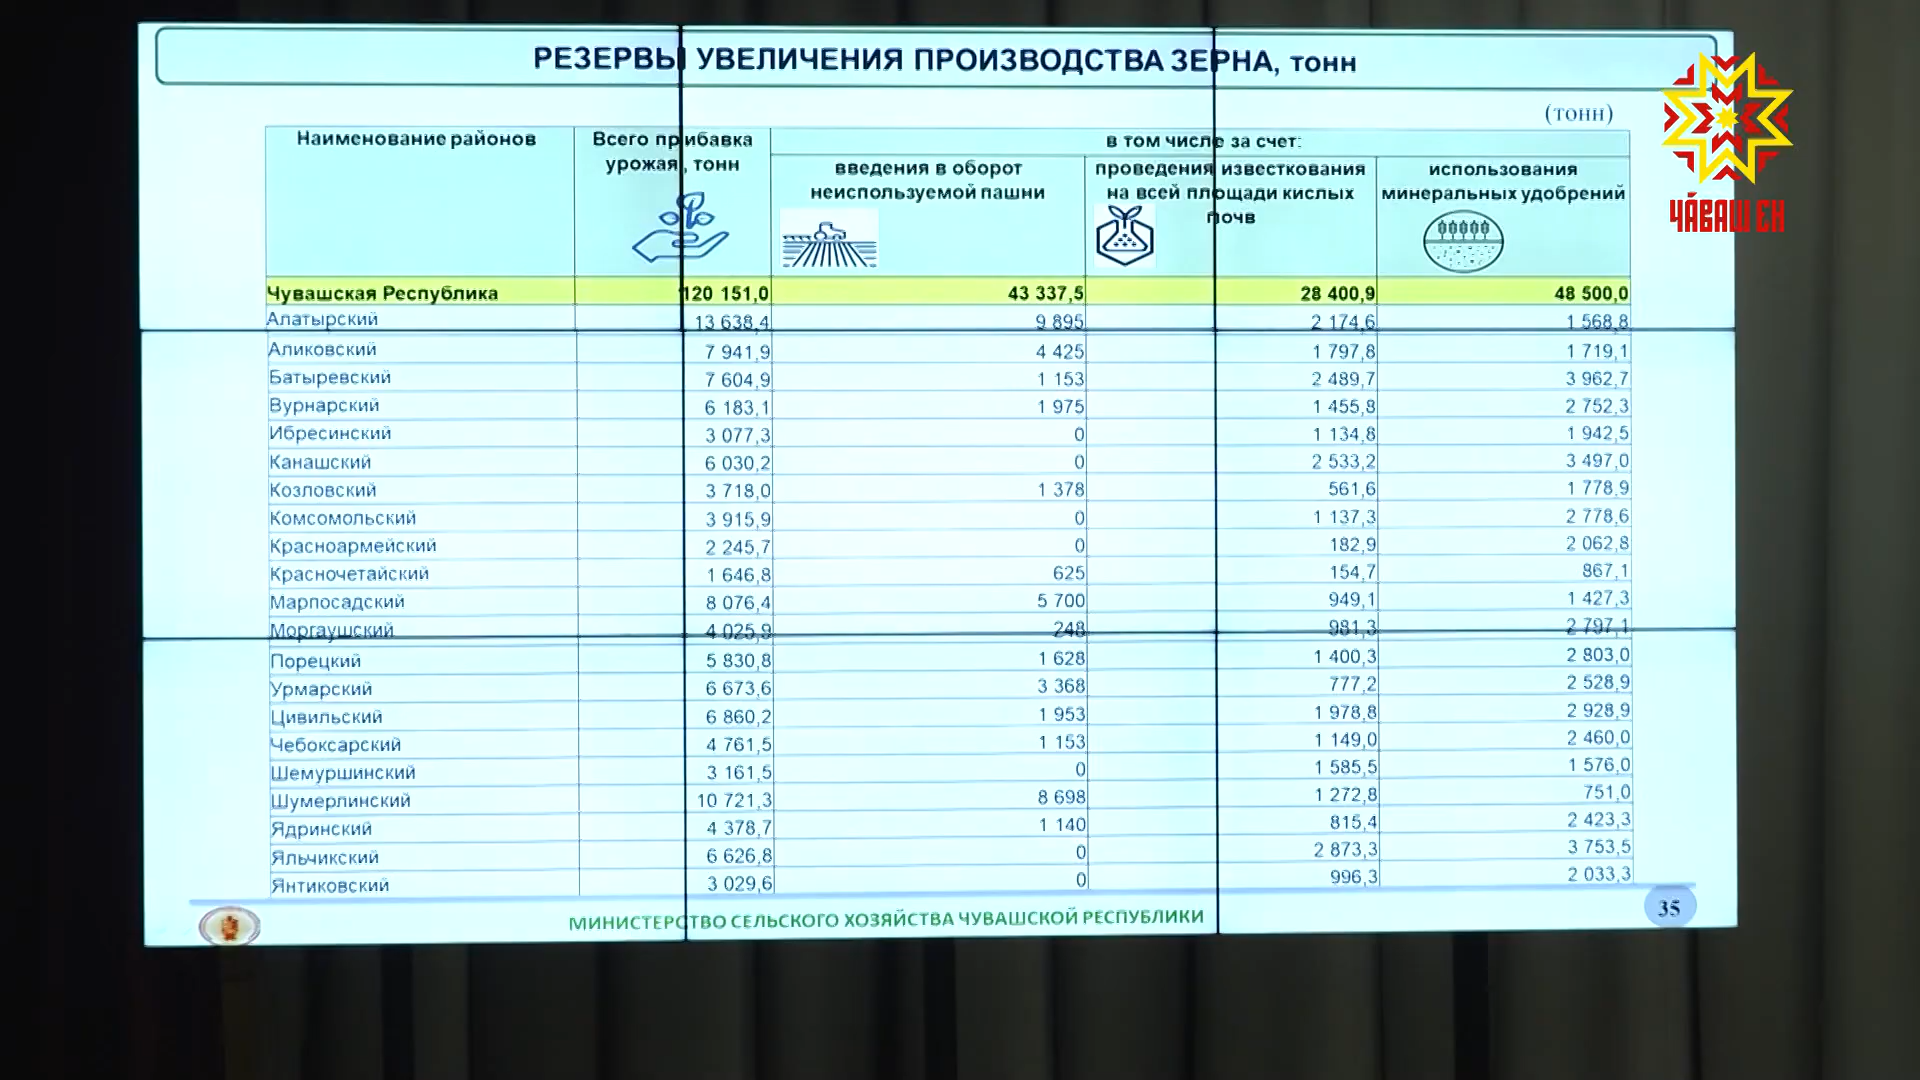 РЕЗЕРВЫ УВЕЛИЧЕНИЯ ПРОИЗВОДСТВА ЗЕРНА, тонн
(тонн)
Наименование районов
Всего прибавка
урожая, тонн
в том числе за счет:
введения в оборот
неиспользуемой пашни
проведения известкования
на всей площади кислых
почв
использования
минеральных удобрений
ЧӐВАШ ЕН
Чувашская Республика 120 151,0 43 337,5 28 400,9 48 500,0
Алатырский 13 638,4 9 895 2 174,6 1 568,8
Аликовский 7 941,9 4 425 1 797,8 1 719,1
Батыревский 7 604,9 1 153 2 489,7 3 962,7
Вурнарский 6 183,1 1 975 1 455,8 2 752,3
Ибресинский 3 077,3 0 1 134,8 1 942,5
Канашский 6 030,2 0 2 533,2 3 497,0
Козловский 3 718,0 1 378 561,6 1 778,9
Комсомольский 3 915,9 0 1 137,3 2 778,6
Красноармейский 2 245,7 0 182,9 2 062,8
Красночетайский 1 646,8 625 154,7 867,1
Марпосадский 8 076,4 5 700 949,1 1 427,3
Моргаушский 4 025,9 248 981,3 2 797,1
Порецкий 5 830,8 1 628 1 400,3 2 803,0
Урмарский 6 673,6 3 368 777,2 2 528,9
Цивильский 6 860,2 1 953 1 978,8 2 928,9
Чебоксарский 4 761,5 1 153 1 149,0 2 460,0
Шемуршинский 3 161,5 0 1 585,5 1 576,0
Шумерлинский 10 721,3 8 698 1 272,8 751,0
Ядринский 4 378,7 1 140 815,4 2 423,3
Яльчикский 6 626,8 0 2 873,3 3 753,5
Янтиковский 3 029,6 0 996,3 2 033,3
МИНИСТЕРСТВО СЕЛЬСКОГО ХОЗЯЙСТВА ЧУВАШСКОЙ РЕСПУБЛИКИ
35